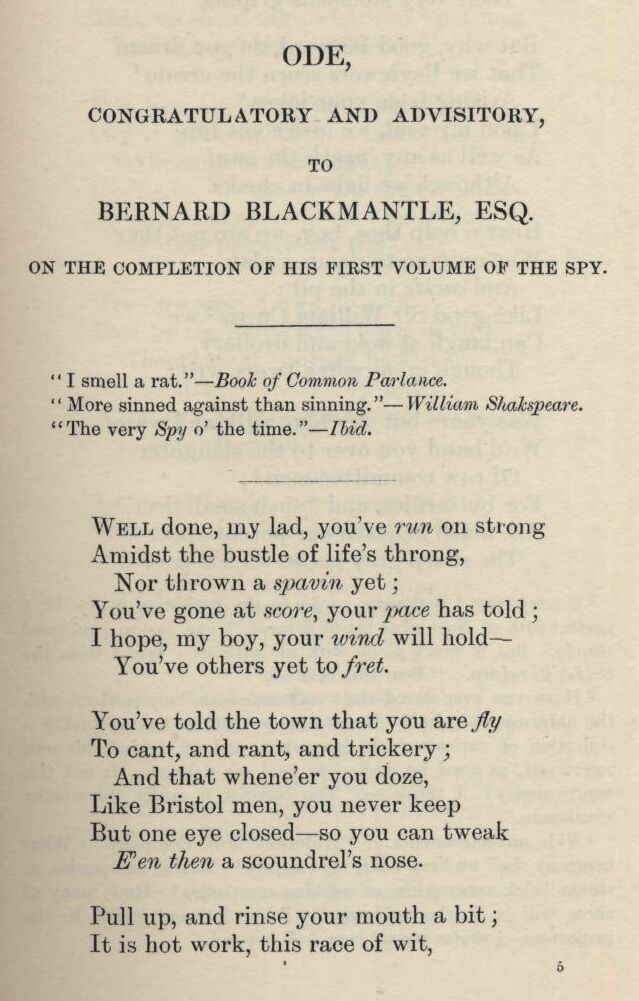 ODE,
CONGRATULATORY AND ADVISITORY,
TO
BERNARD BLACKMANTLE, ESQ.
ON THE COMPLETION OF HIS FIRST VOLUME OF THE SPY.
"I smell a rat."—Book of Common Parlance.
"More sinned against than sinning."—William Shakspeare.
"The very Spy o' the time."—Ibid.
WELL done, my lad, you've run on strong
Amidst the bustle of life's throng,
Nor thrown a spavin yet;
You've gone at score, your pace has told;
I hope, my boy, your wind will hold—
You've others yet to fret.
You've told the town that you are fly
To cant, and rant, and trickery;
And that whene'er you doze,
Like Bristol men, you never keep
But one eye closed—so you can tweak
E'en then a scoundrel's nose.
Pull up, and rinse your mouth a bit;
It is hot work, this race of wit,
5